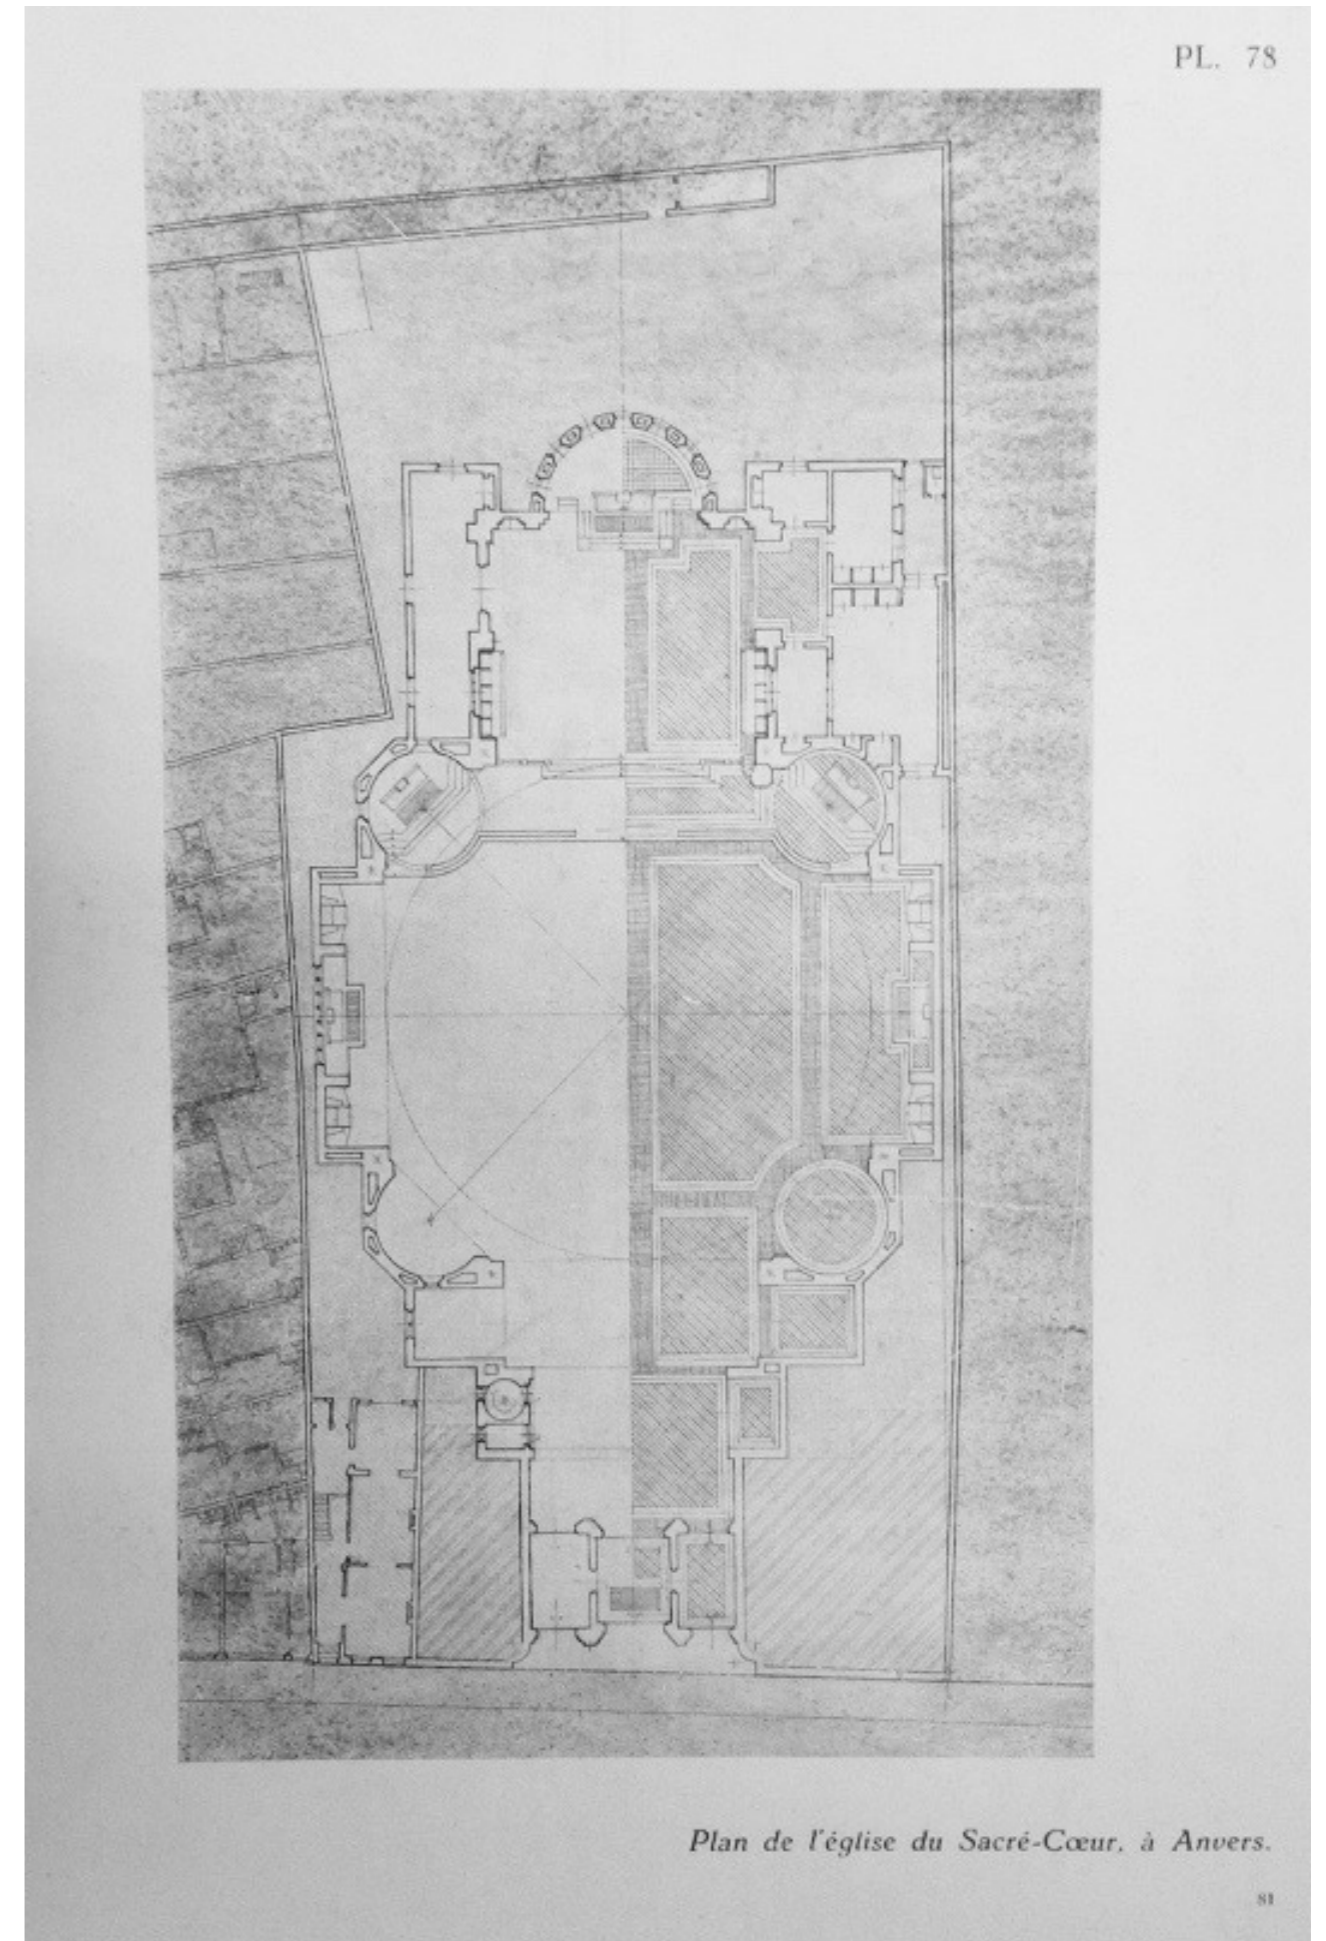 PL. 78
Plan de l'église du Sacré-Cœur, à Anvers.
81